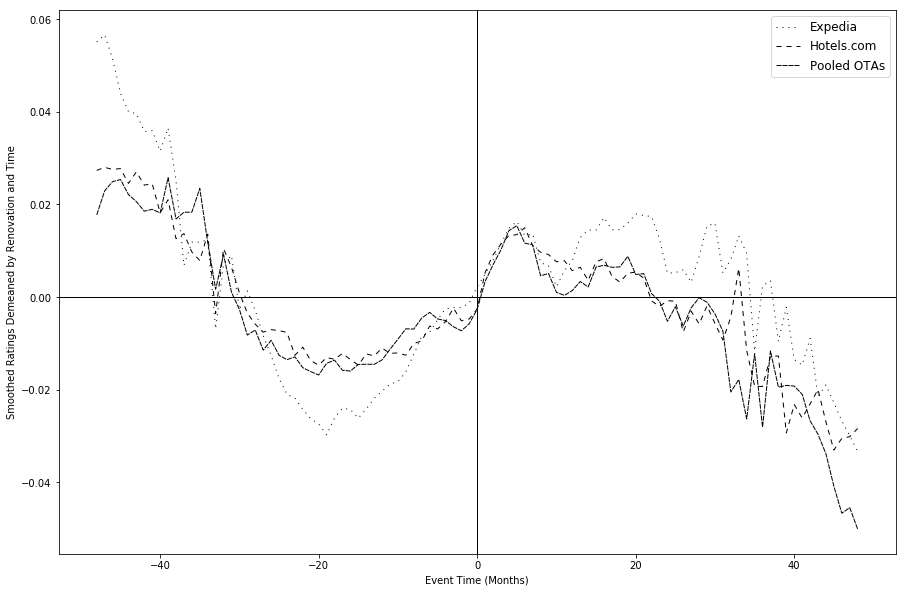 Expedia
Hotels.com
Pooled OTAs
0.06
0.04
0.02
0.00
−0.02
−0.04
Smoothed Ratings Demeaned by Renovation and Time
−40
−20
0
20
40
Event Time (Months)